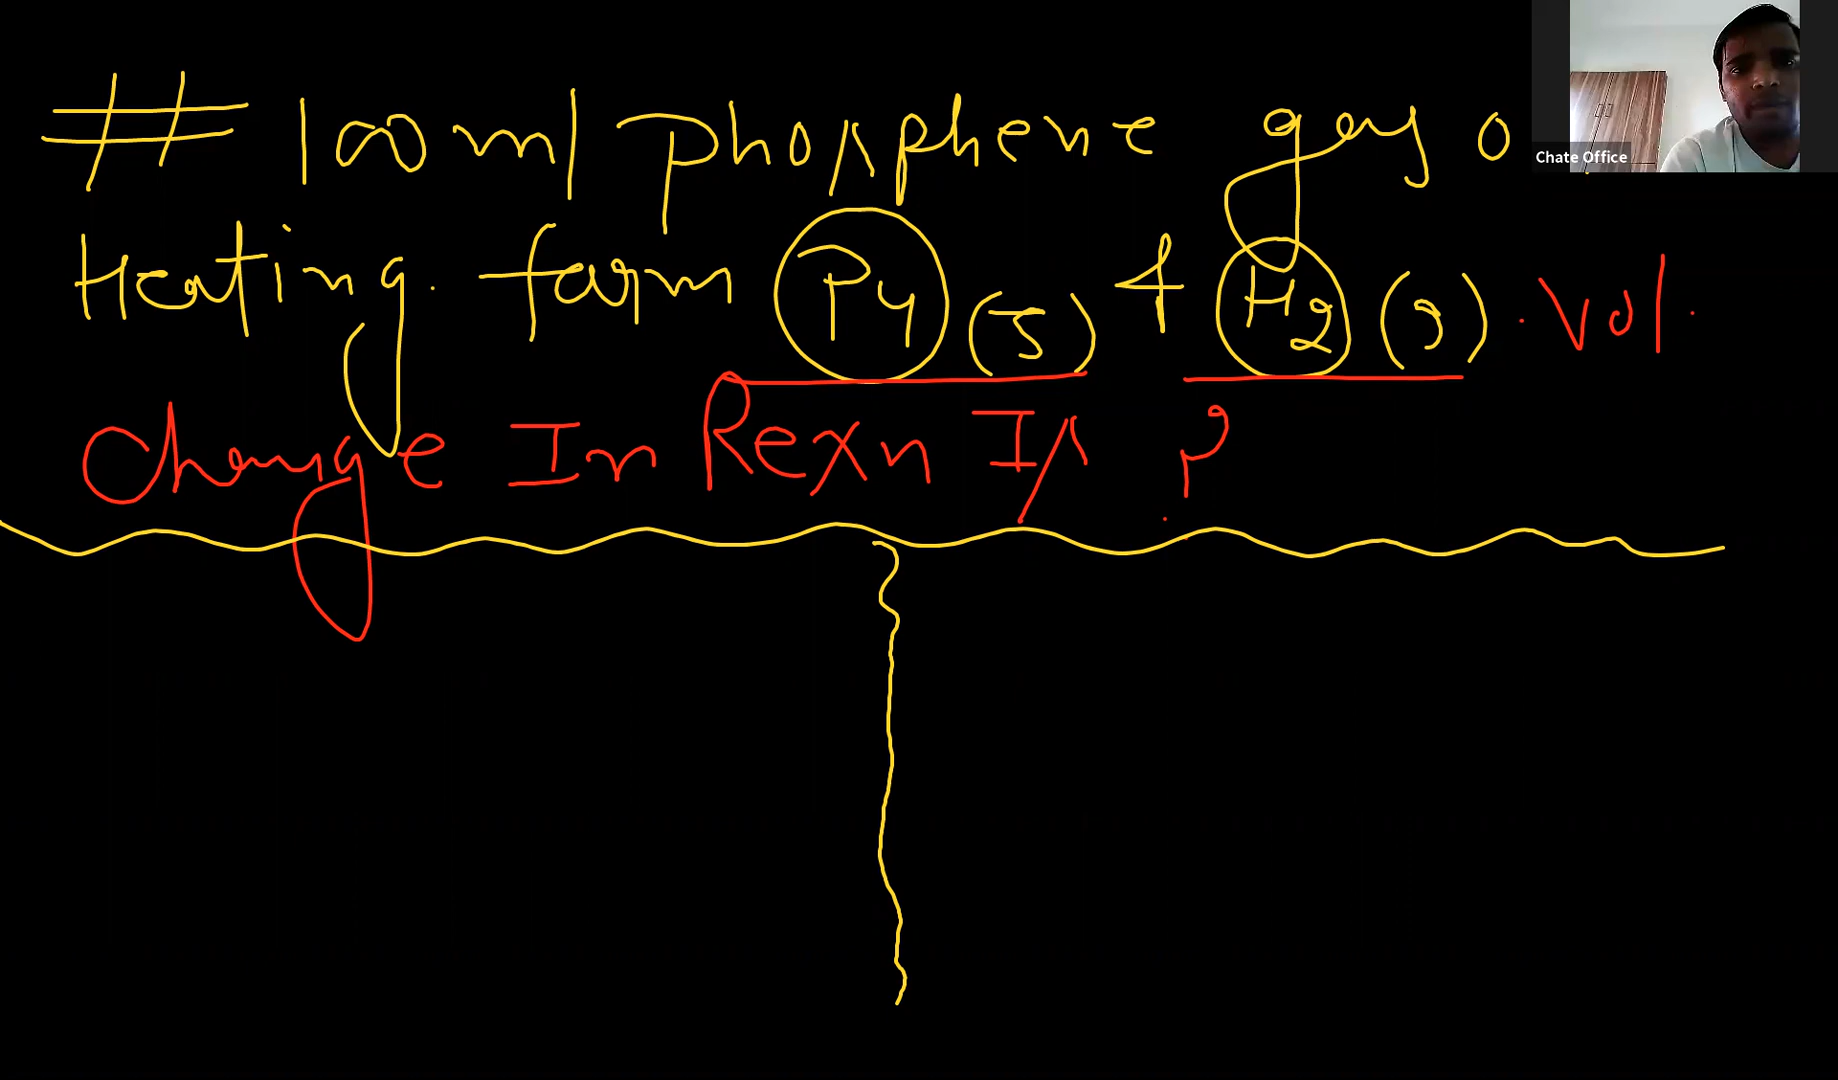 # 100 ml phosphene gas o
Chate Office
Heating. form P4 (s) & H2 (g). Vol.
change In Rexn Is ?